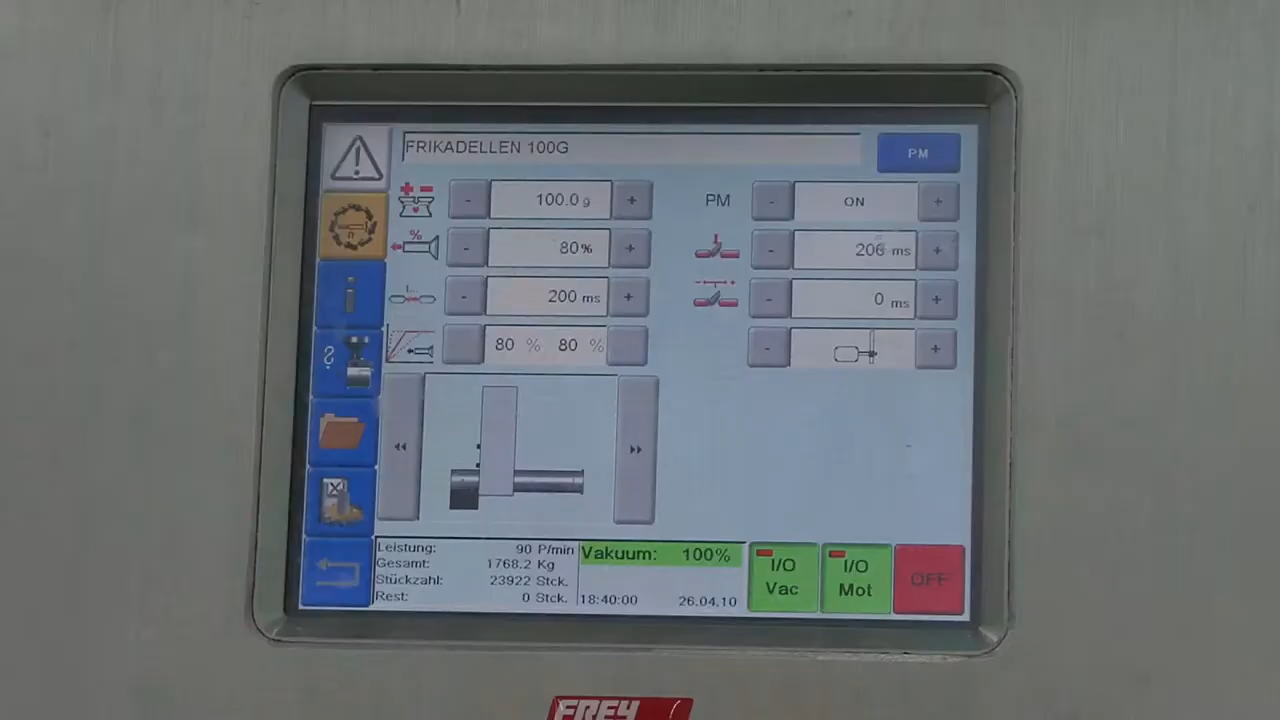 FRIKADELLEN 100G
PM
100.0 g
PM
ON
%
80%
206 ms
200 ms
0 ms
80 % 80 %
Leistung: 90 P/min
Gesamt: 1768.2 Kg
Stückzahl: 23922 Stck.
Rest: 0 Stck.
Vakuum: 100%
18:40:00 26.04.10
I/O
Vac
I/O
Mot
OFF
FREY